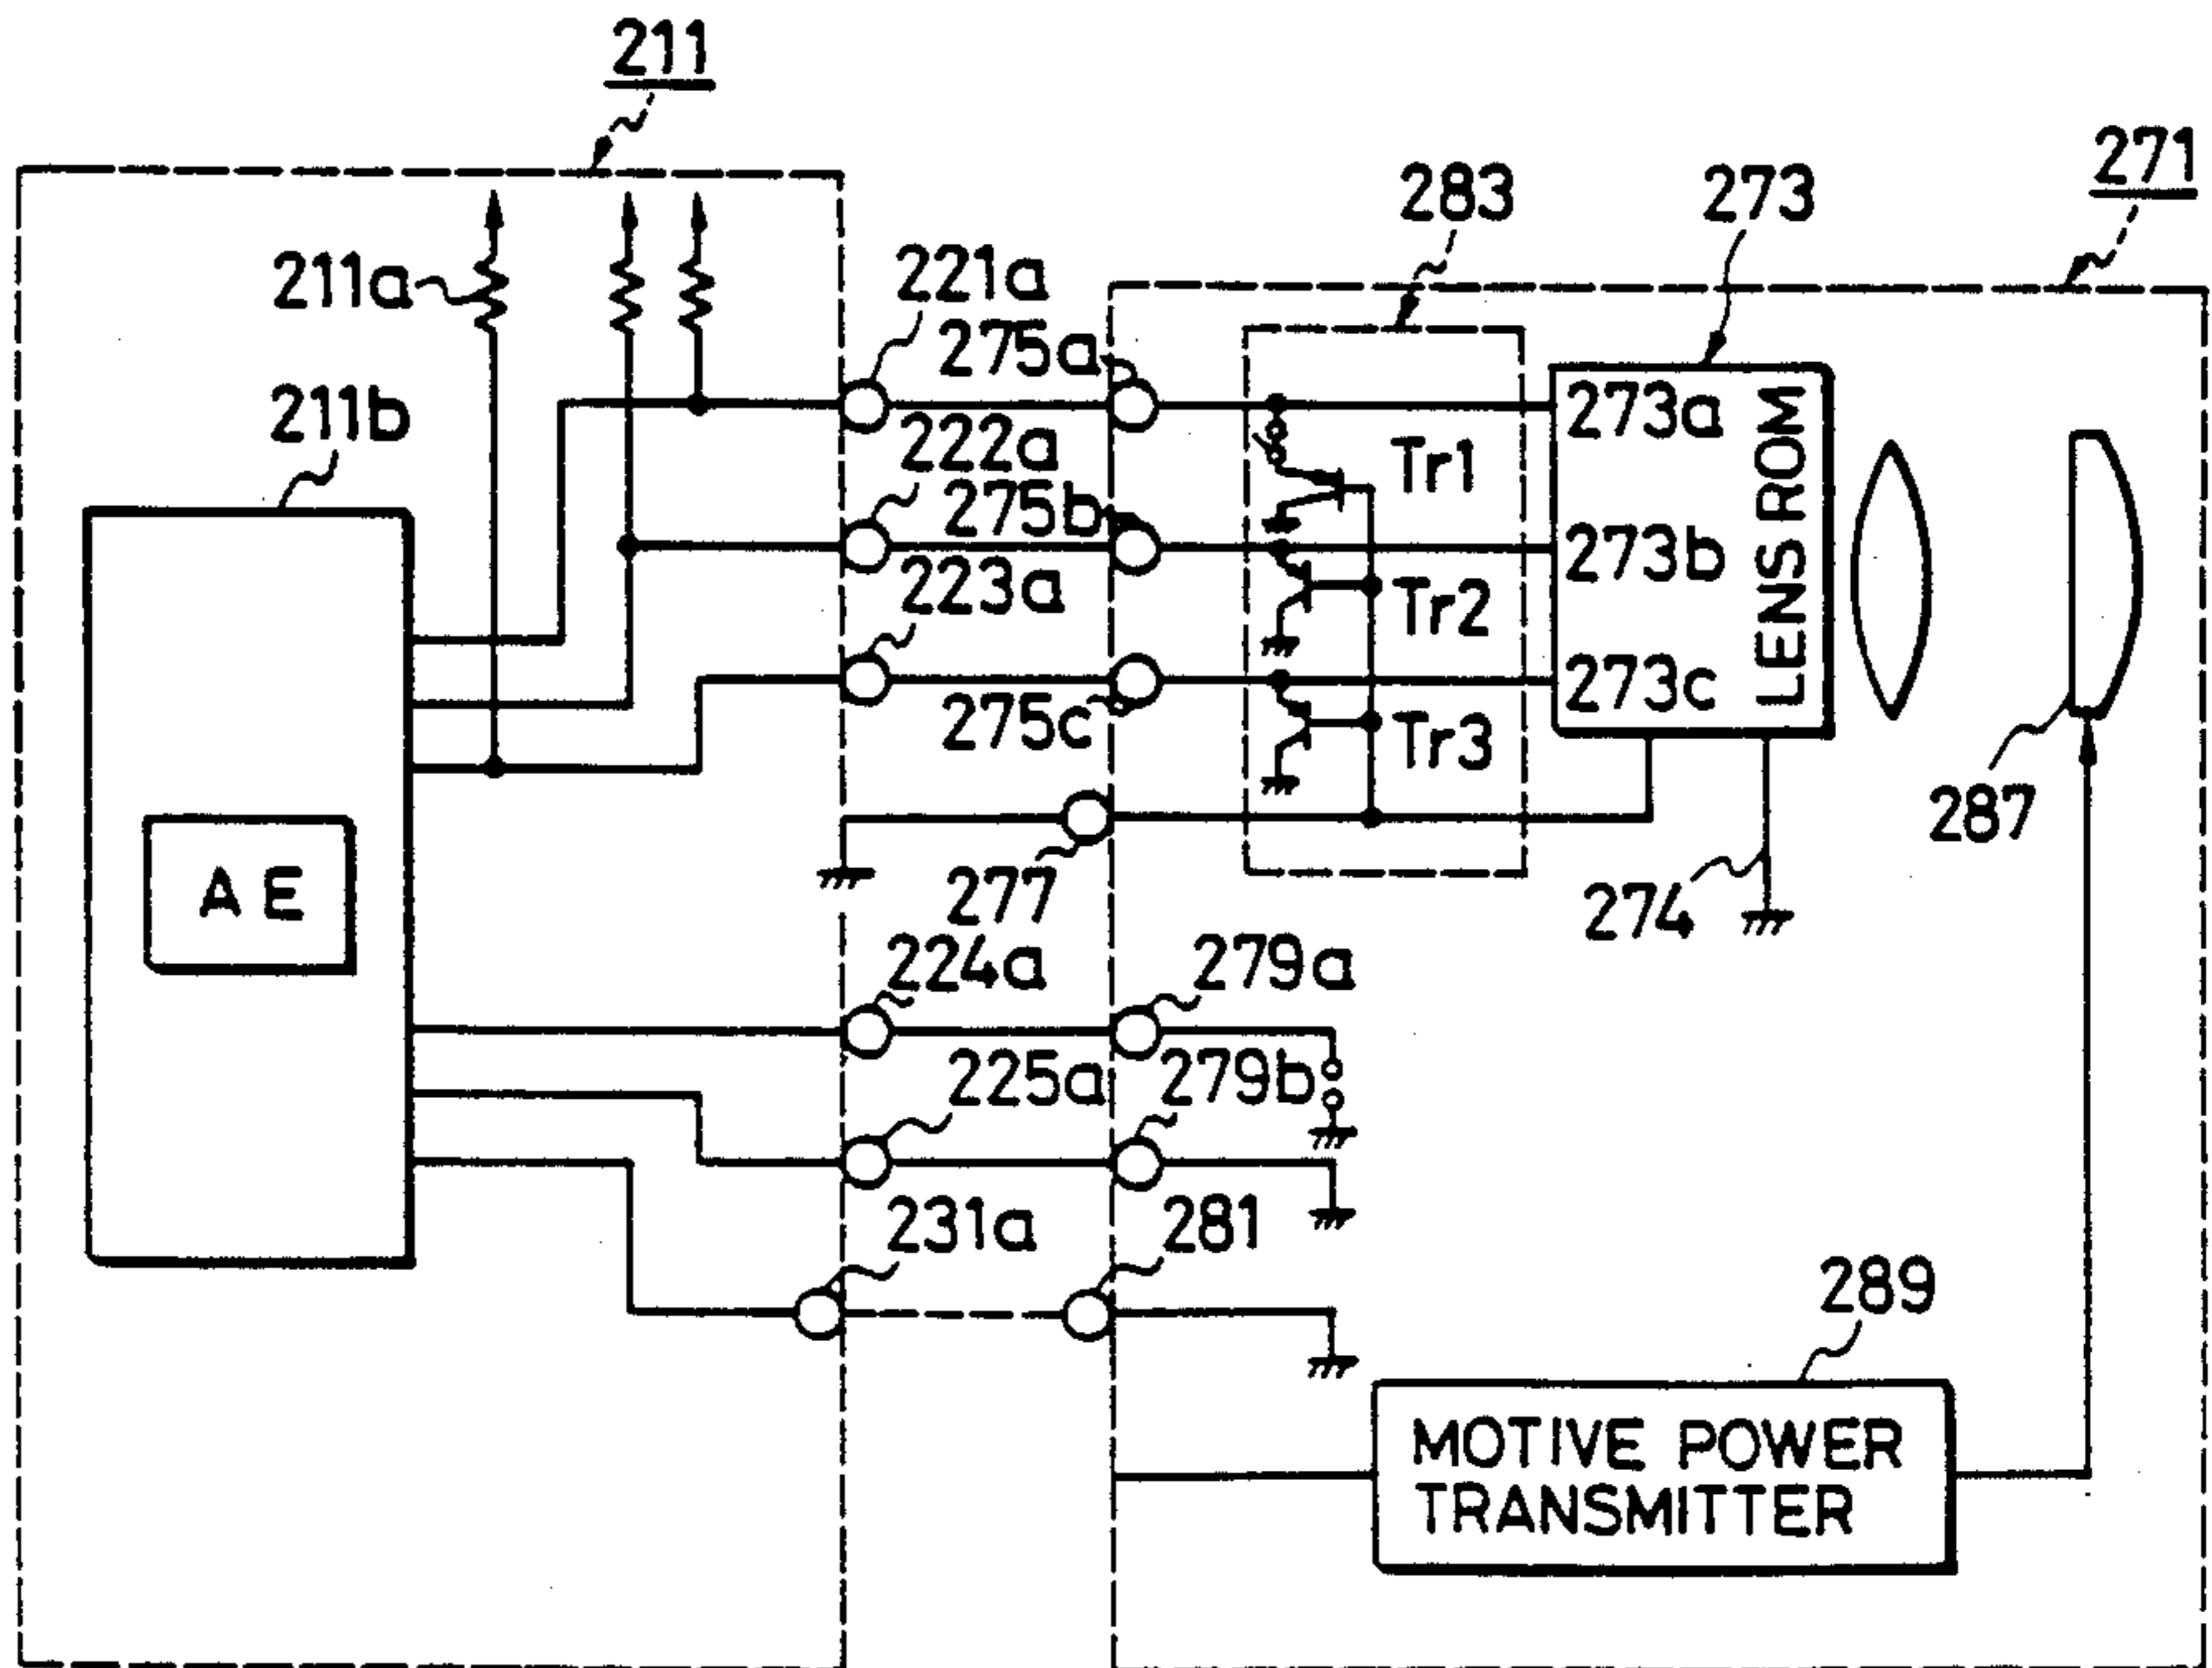 211
271
283
273
211a
221a
275a
211b
222a
275b
223a
275c
273a
273b
273c
LENS ROM
Tr1
Tr2
Tr3
277
274
287
AE
224a
279a
225a
279b
231a
281
289
MOTIVE POWER
TRANSMITTER